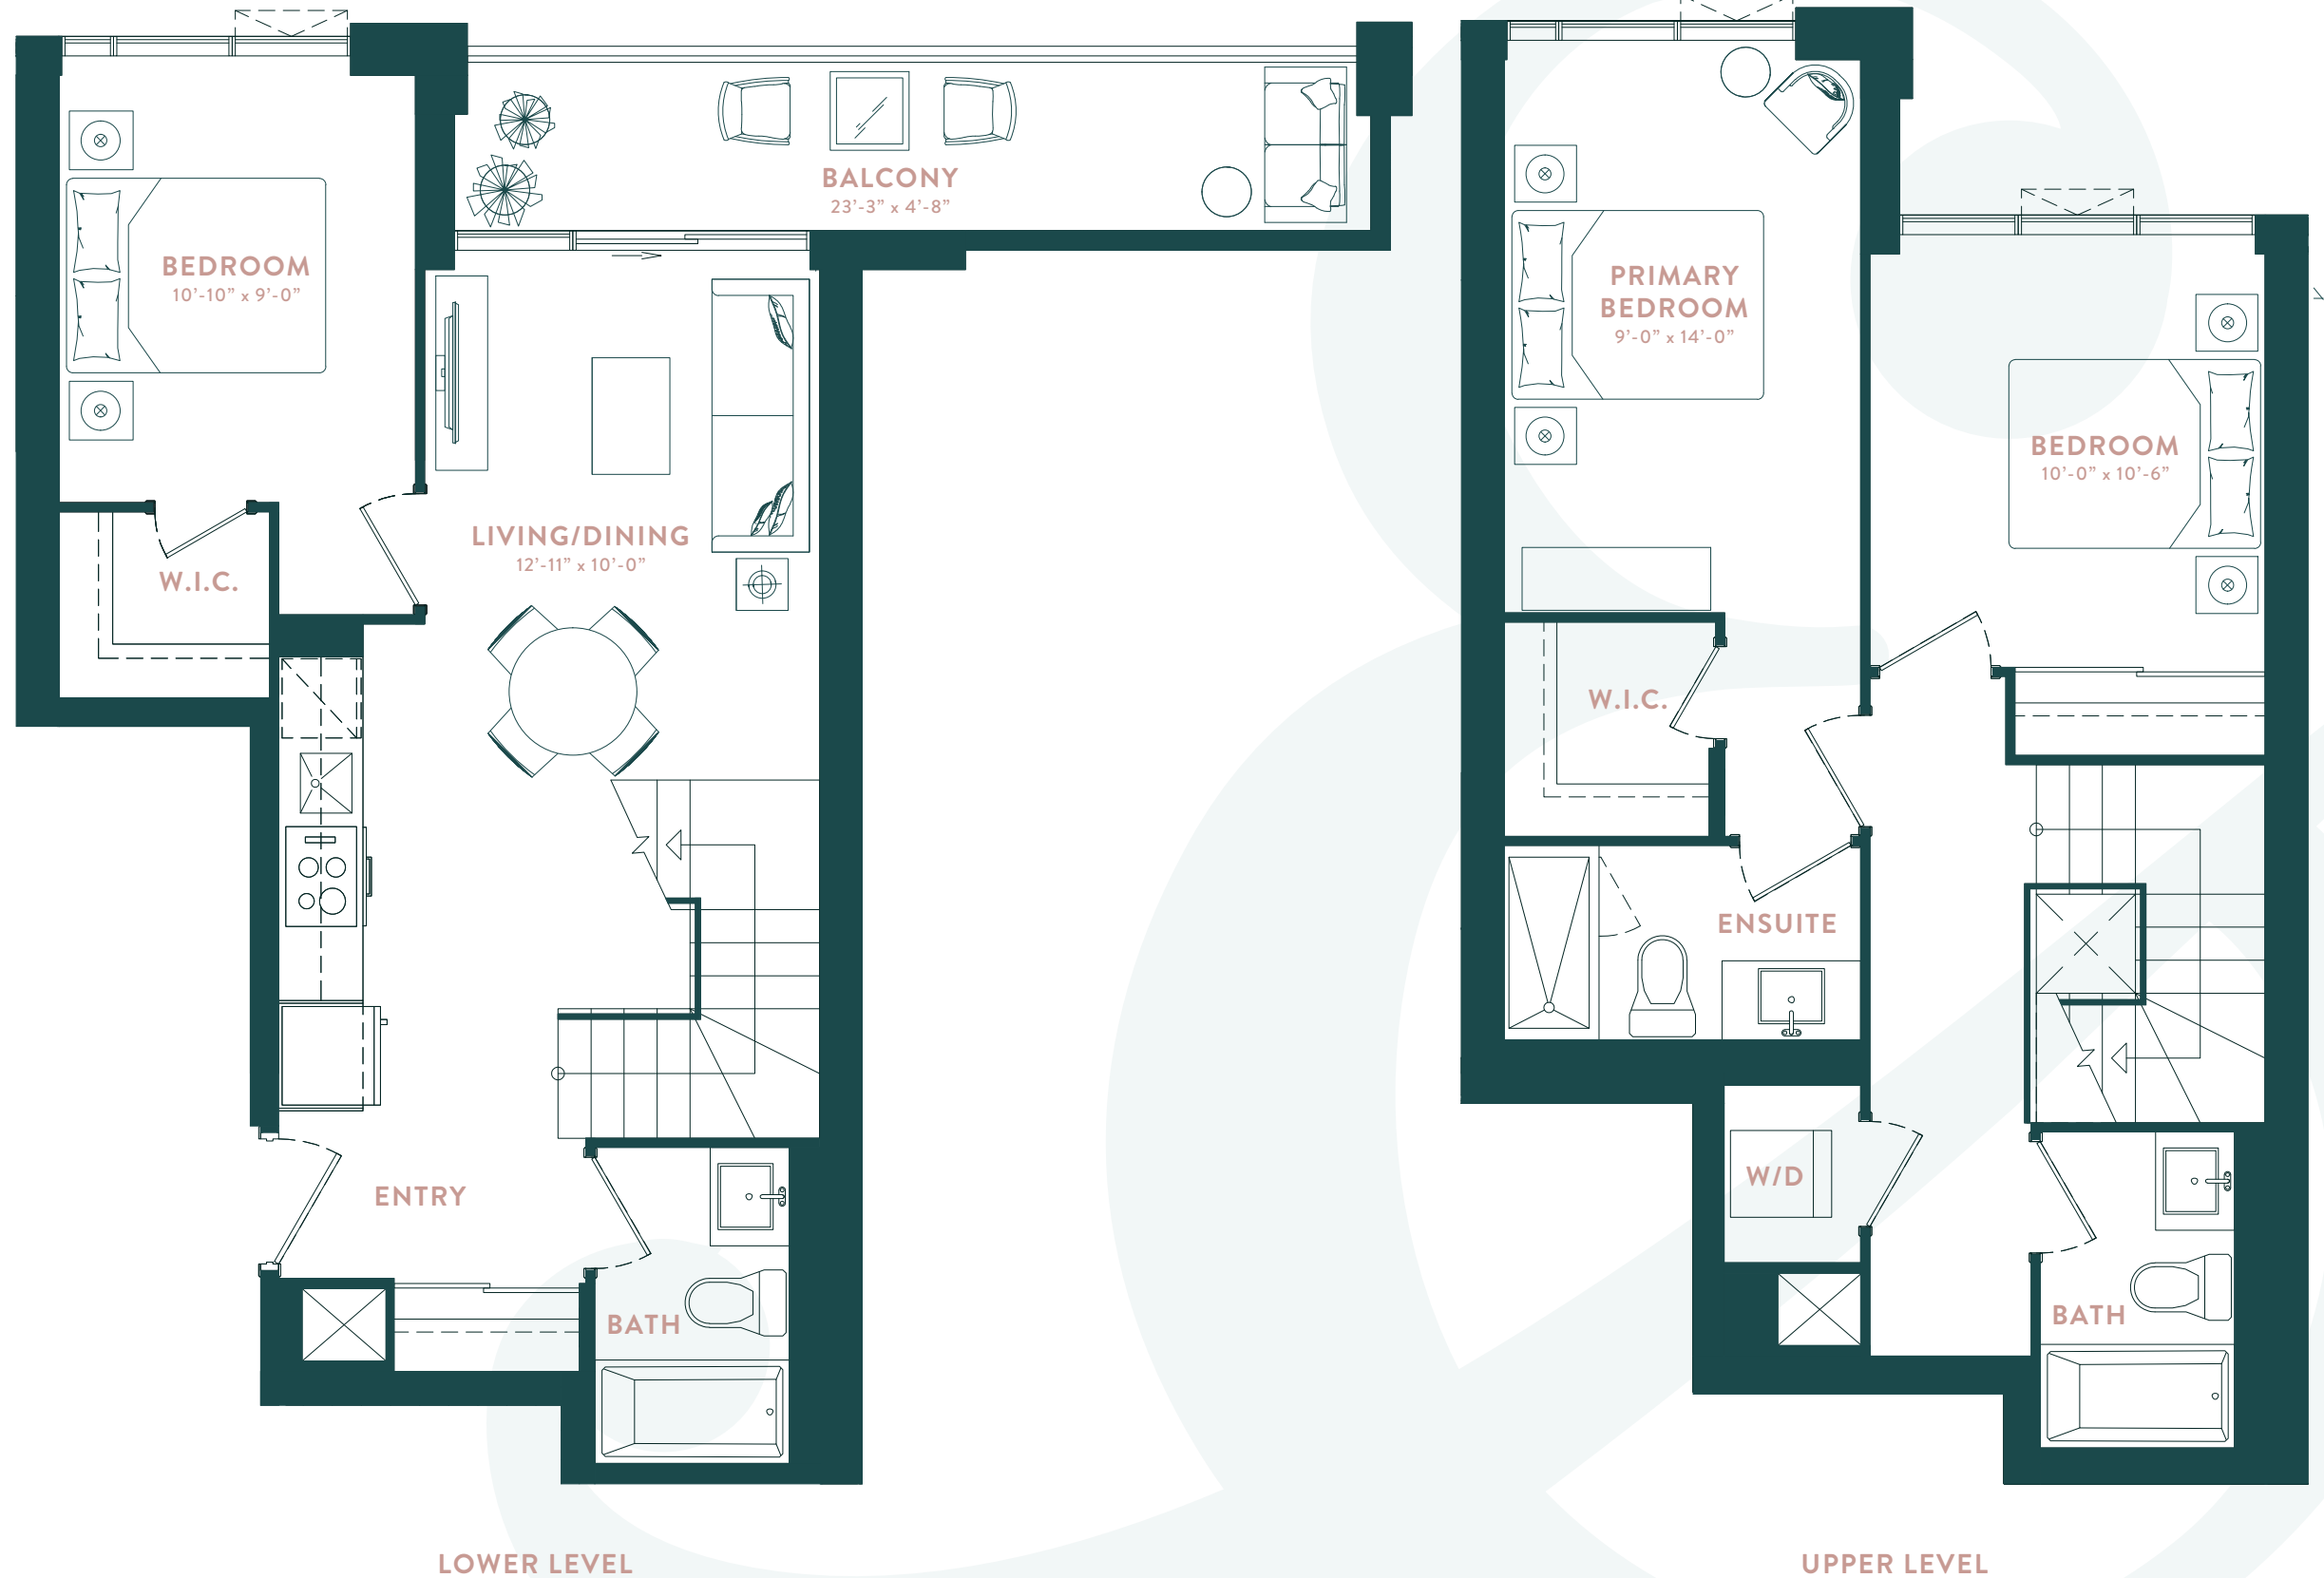 BALCONY
23’-3” x 4’-8”
BEDROOM
10’-10” x 9’-0”
LIVING/DINING
12’-11” x 10’-0”
W.I.C.
ENTRY
BATH
LOWER LEVEL
PRIMARY
BEDROOM
9’-0” x 14’-0”
BEDROOM
10’-0” x 10’-6”
W.I.C.
ENSUITE
W/D
BATH
UPPER LEVEL